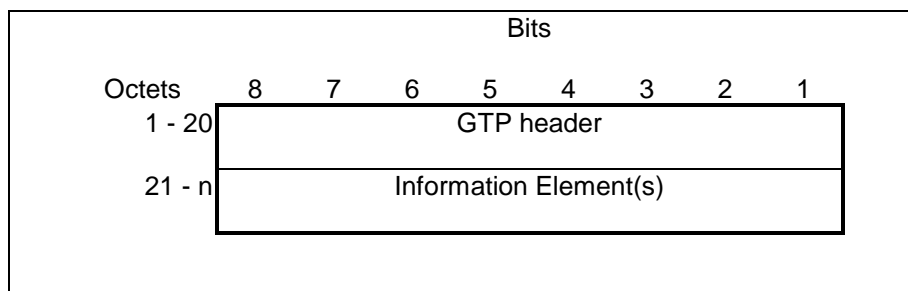 Bits
Octets 8 7 6 5 4 3 2 1
1 - 20 GTP header
21 - n Information Element(s)